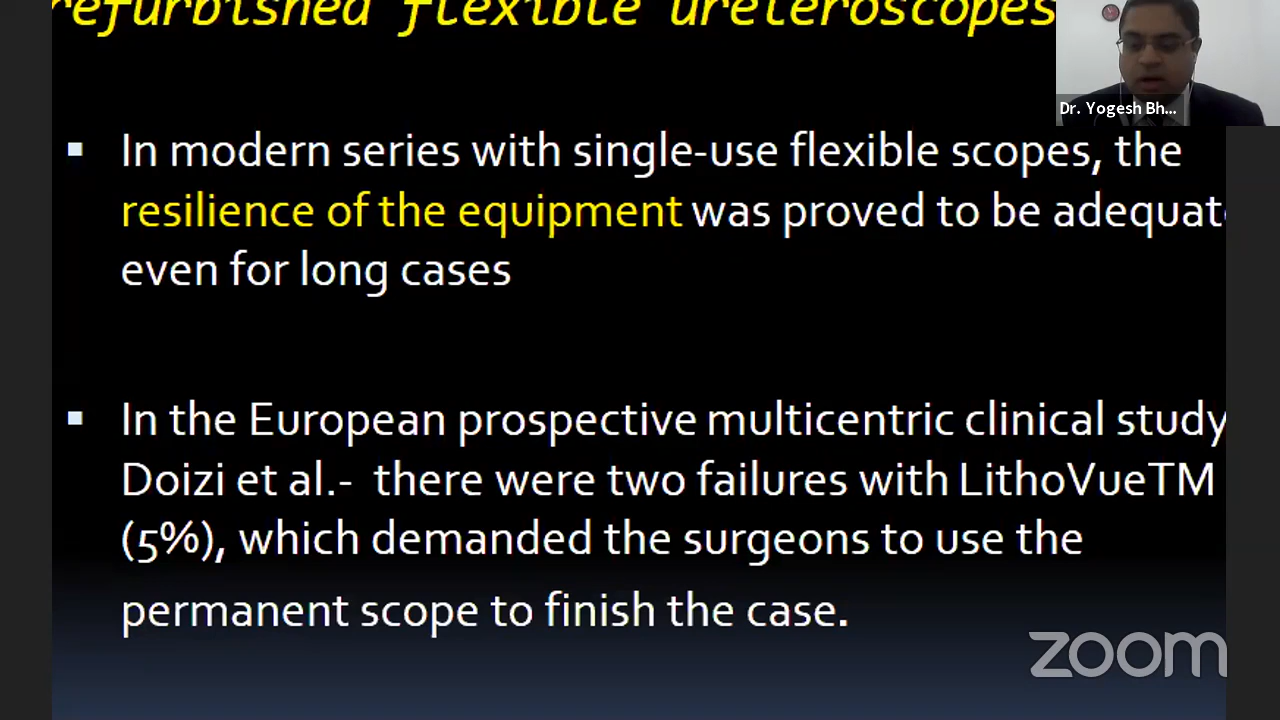 refurbished flexible ureteroscopes
Dr. Yogesh Bh...
▪ In modern series with single-use flexible scopes, the
resilience of the equipment was proved to be adequate
even for long cases
▪ In the European prospective multicentric clinical study
Doizi et al.- there were two failures with LithoVueTM
(5%), which demanded the surgeons to use the
permanent scope to finish the case.
zoom